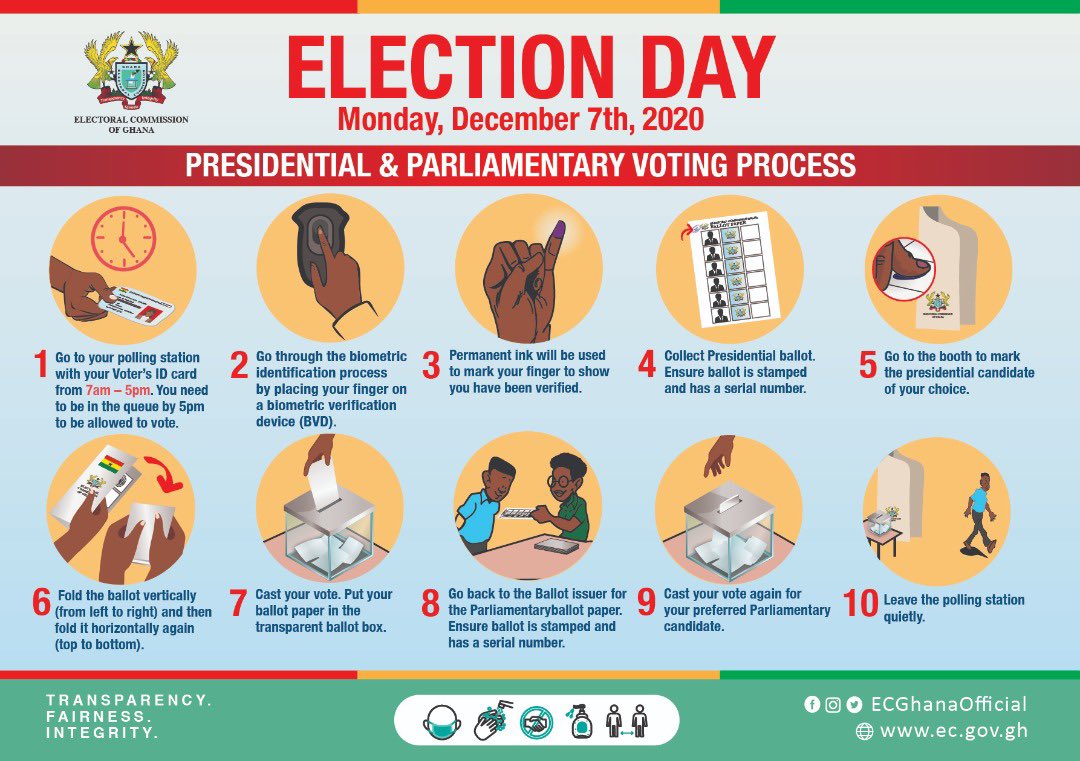 ELECTION DAY
Monday, December 7th, 2020
ELECTORAL COMMISSION
OF GHANA
PRESIDENTIAL & PARLIAMENTARY VOTING PROCESS
1 Go to your polling station
with your Voter's ID card
from 7am – 5pm. You need
to be in the queue by 5pm
to be allowed to vote.
2 Go through the biometric
identification process
by placing your finger on
a biometric verification
device (BVD).
3 Permanent ink will be used
to mark your finger to show
you have been verified.
BALLOT PAPER
4 Collect Presidential ballot.
Ensure ballot is stamped
and has a serial number.
ELECTORAL COMMISSION
OF GHANA
5 Go to the booth to mark
the presidential candidate
of your choice.
6 Fold the ballot vertically
(from left to right) and then
fold it horizontally again
(top to bottom).
7 Cast your vote. Put your
ballot paper in the
transparent ballot box.
8 Go back to the Ballot issuer for
the Parliamentaryballot paper.
Ensure ballot is stamped and
has a serial number.
9 Cast your vote again for
your preferred Parliamentary
candidate.
10 Leave the polling station
quietly.
TRANSPARENCY.
FAIRNESS.
INTEGRITY.
ECGhanaOfficial
www.ec.gov.gh